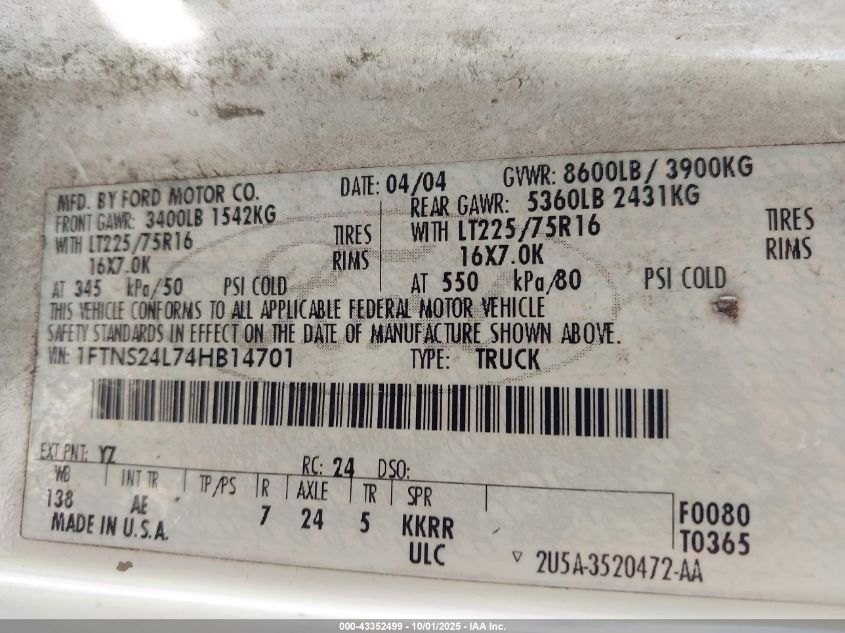 MFD. BY FORD MOTOR CO. DATE: 04/04 GVWR: 8600LB / 3900KG
FRONT GAWR: 3400LB 1542KG REAR GAWR: 5360LB 2431KG
WITH LT225/75R16 TIRES WITH LT225/75R16 TIRES
16X7.0K RIMS 16X7.0K RIMS
AT 345 kPa/50 PSI COLD AT 550 kPa/80 PSI COLD
THIS VEHICLE CONFORMS TO ALL APPLICABLE FEDERAL MOTOR VEHICLE
SAFETY STANDARDS IN EFFECT ON THE DATE OF MANUFACTURE SHOWN ABOVE.
VIN: 1FTNS24L74HB14701 TYPE: TRUCK
EXT PNT: YZ RC: 24 DSO:
WB INT TR TP/PS R AXLE TR SPR
138 AE 7 24 5 KKRR F0080
MADE IN U.S.A. ULC T0365
2U5A-3520472-AA
000-43352499 - 10/01/2025 - IAA Inc.